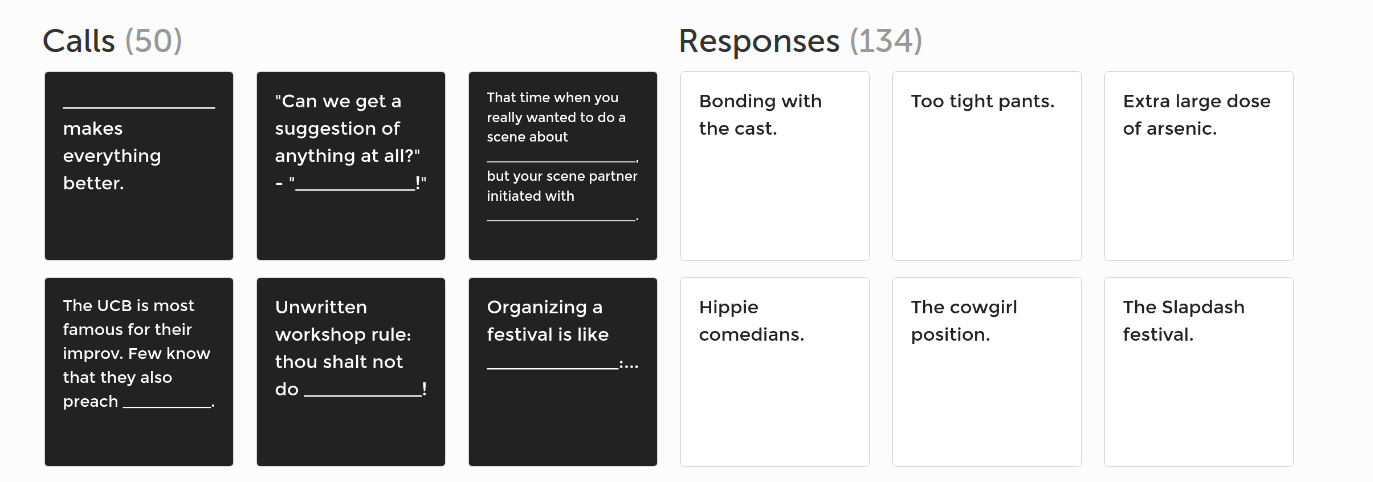 Calls (50)
_______________
makes
everything
better.
"Can we get a
suggestion of
anything at all?"
- "____________!"
That time when you
really wanted to do a
scene about
____________________,
but your scene partner
initiated with
____________________.
The UCB is most
famous for their
improv. Few know
that they also
preach __________.
Unwritten
workshop rule:
thou shalt not
do ____________!
Organizing a
festival is like
_____________:...
Responses (134)
Bonding with
the cast.
Too tight pants.
Extra large dose
of arsenic.
Hippie
comedians.
The cowgirl
position.
The Slapdash
festival.